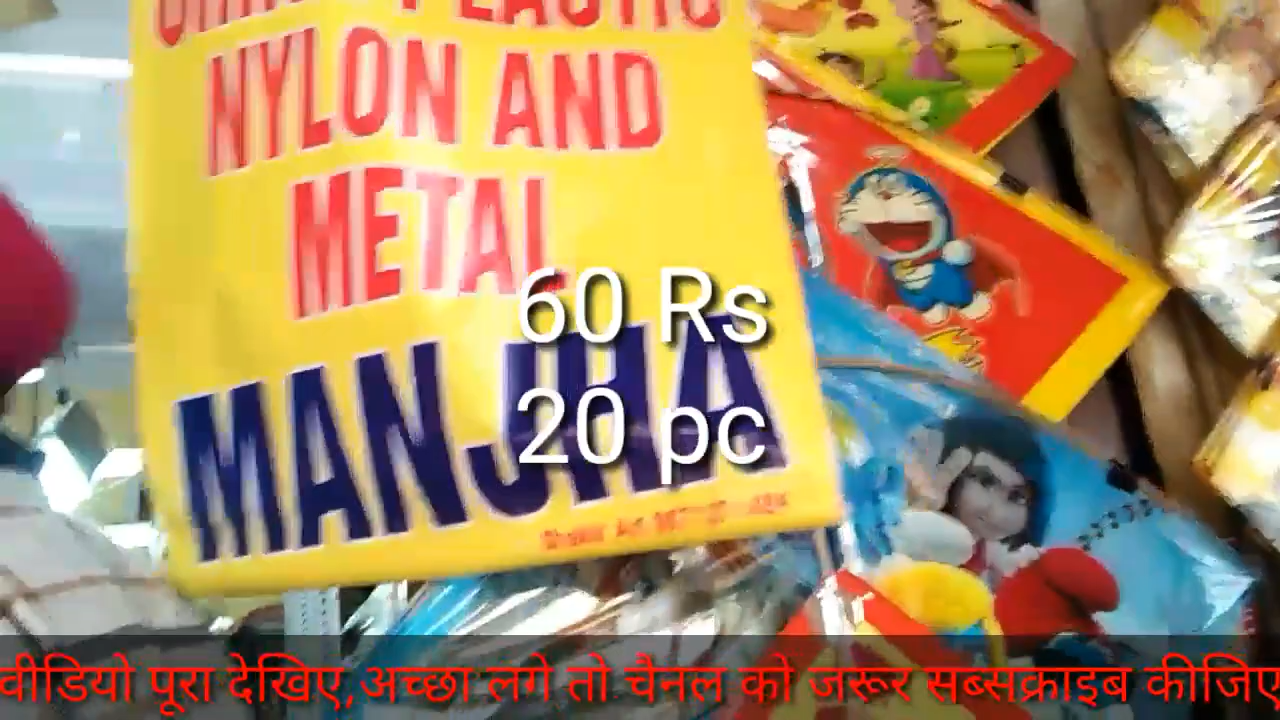 NYLON AND
METAL
MANJHA
60 Rs
20 pc
वीडियो पूरा देखिए,अच्छा लगे तो चैनल को जरूर सब्सक्राइब कीजिए